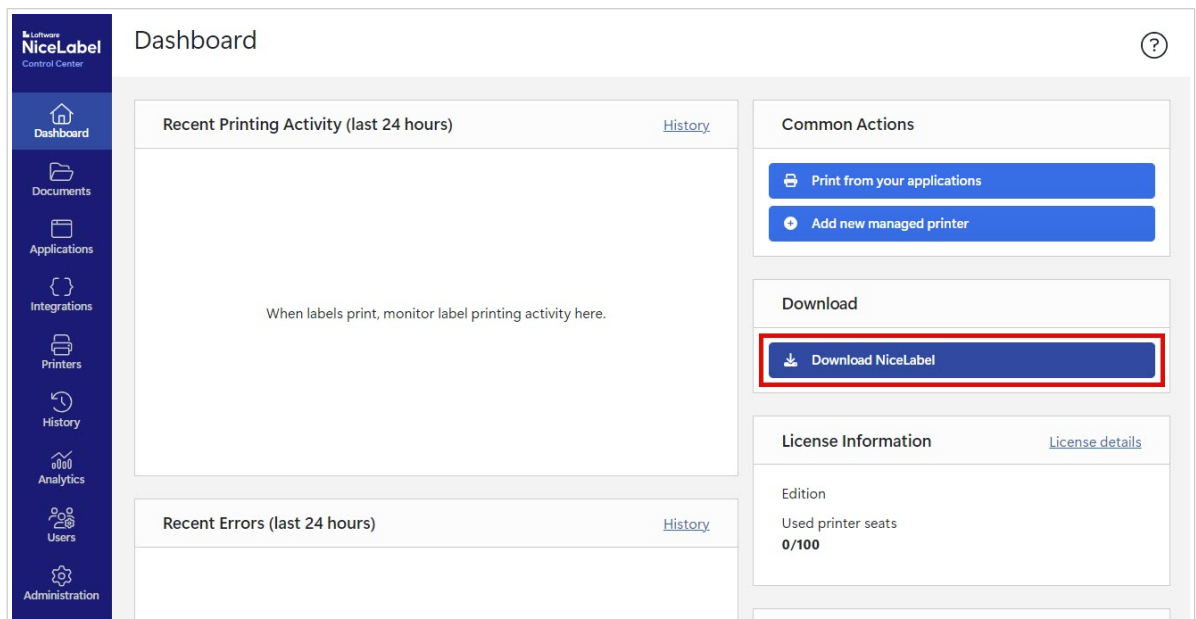 Loftware
NiceLabel
Control Center
Dashboard
Documents
Applications
Integrations
Printers
History
Analytics
Users
Administration
Dashboard
?
Recent Printing Activity (last 24 hours)
History
When labels print, monitor label printing activity here.
Recent Errors (last 24 hours)
History
Common Actions
Print from your applications
Add new managed printer
Download
Download NiceLabel
License Information
License details
Edition
Used printer seats
0/100